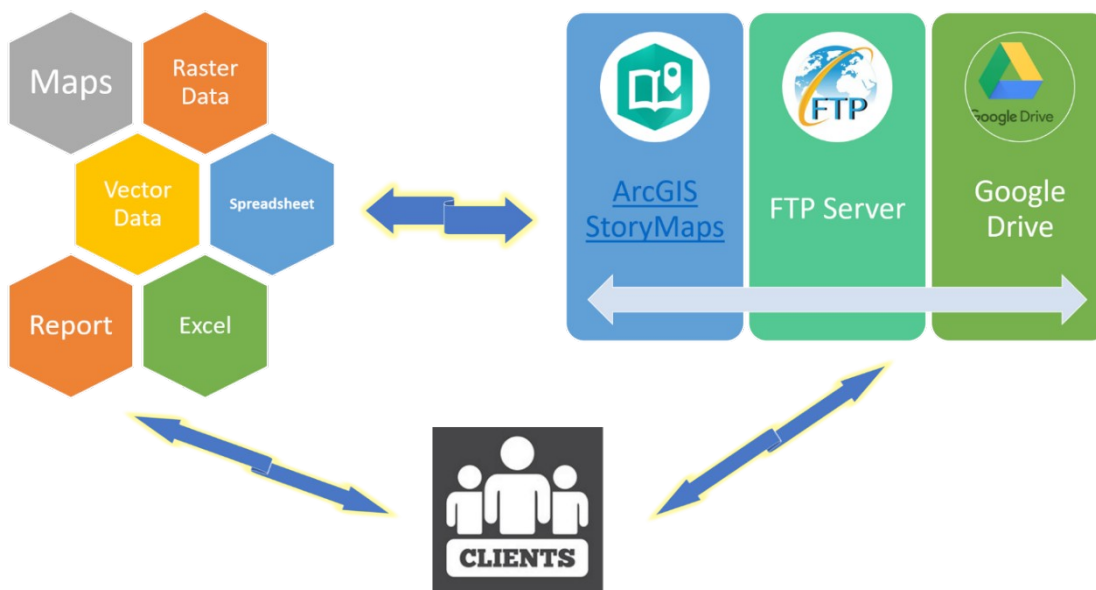 Maps
Raster
Data
Vector
Data
Spreadsheet
Report
Excel
FTP
Google Drive
ArcGIS
StoryMaps
FTP Server
Google
Drive
CLIENTS